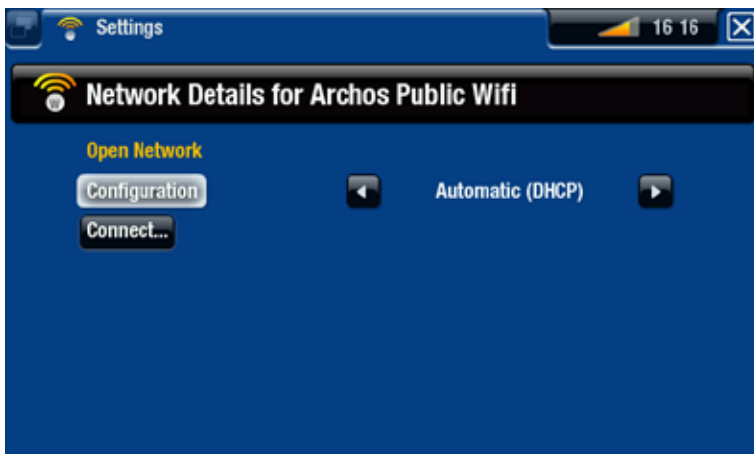 Settings
16 16
Network Details for Archos Public Wifi
Open Network
Configuration Automatic (DHCP)
Connect...